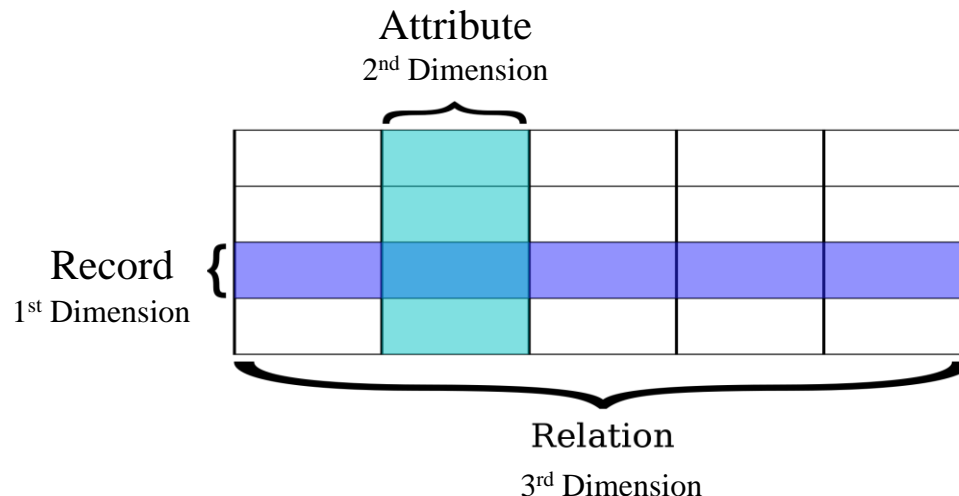 Attribute
2nd Dimension
Record
1st Dimension
Relation
3rd Dimension